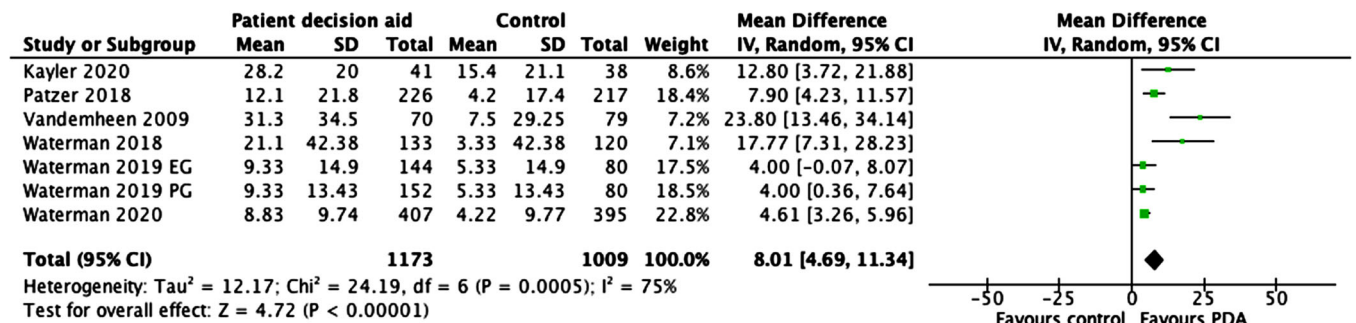 Patient decision aid Control Mean Difference Mean Difference
Study or Subgroup Mean SD Total Mean SD Total Weight IV, Random, 95% CI IV, Random, 95% CI
Kayler 2020 28.2 20 41 15.4 21.1 38 8.6% 12.80 [3.72, 21.88]
Patzer 2018 12.1 21.8 226 4.2 17.4 217 18.4% 7.90 [4.23, 11.57]
Vandemheen 2009 31.3 34.5 70 7.5 29.25 79 7.2% 23.80 [13.46, 34.14]
Waterman 2018 21.1 42.38 133 3.33 42.38 120 7.1% 17.77 [7.31, 28.23]
Waterman 2019 EG 9.33 14.9 144 5.33 14.9 80 17.5% 4.00 [−0.07, 8.07]
Waterman 2019 PG 9.33 13.43 152 5.33 13.43 80 18.5% 4.00 [0.36, 7.64]
Waterman 2020 8.83 9.74 407 4.22 9.77 395 22.8% 4.61 [3.26, 5.96]
Total (95% CI) 1173 1009 100.0% 8.01 [4.69, 11.34]
Heterogeneity: Tau² = 12.17; Chi² = 24.19, df = 6 (P = 0.0005); I² = 75%
Test for overall effect: Z = 4.72 (P < 0.00001)
−50 −25 0 25 50
Favours control Favours PDA